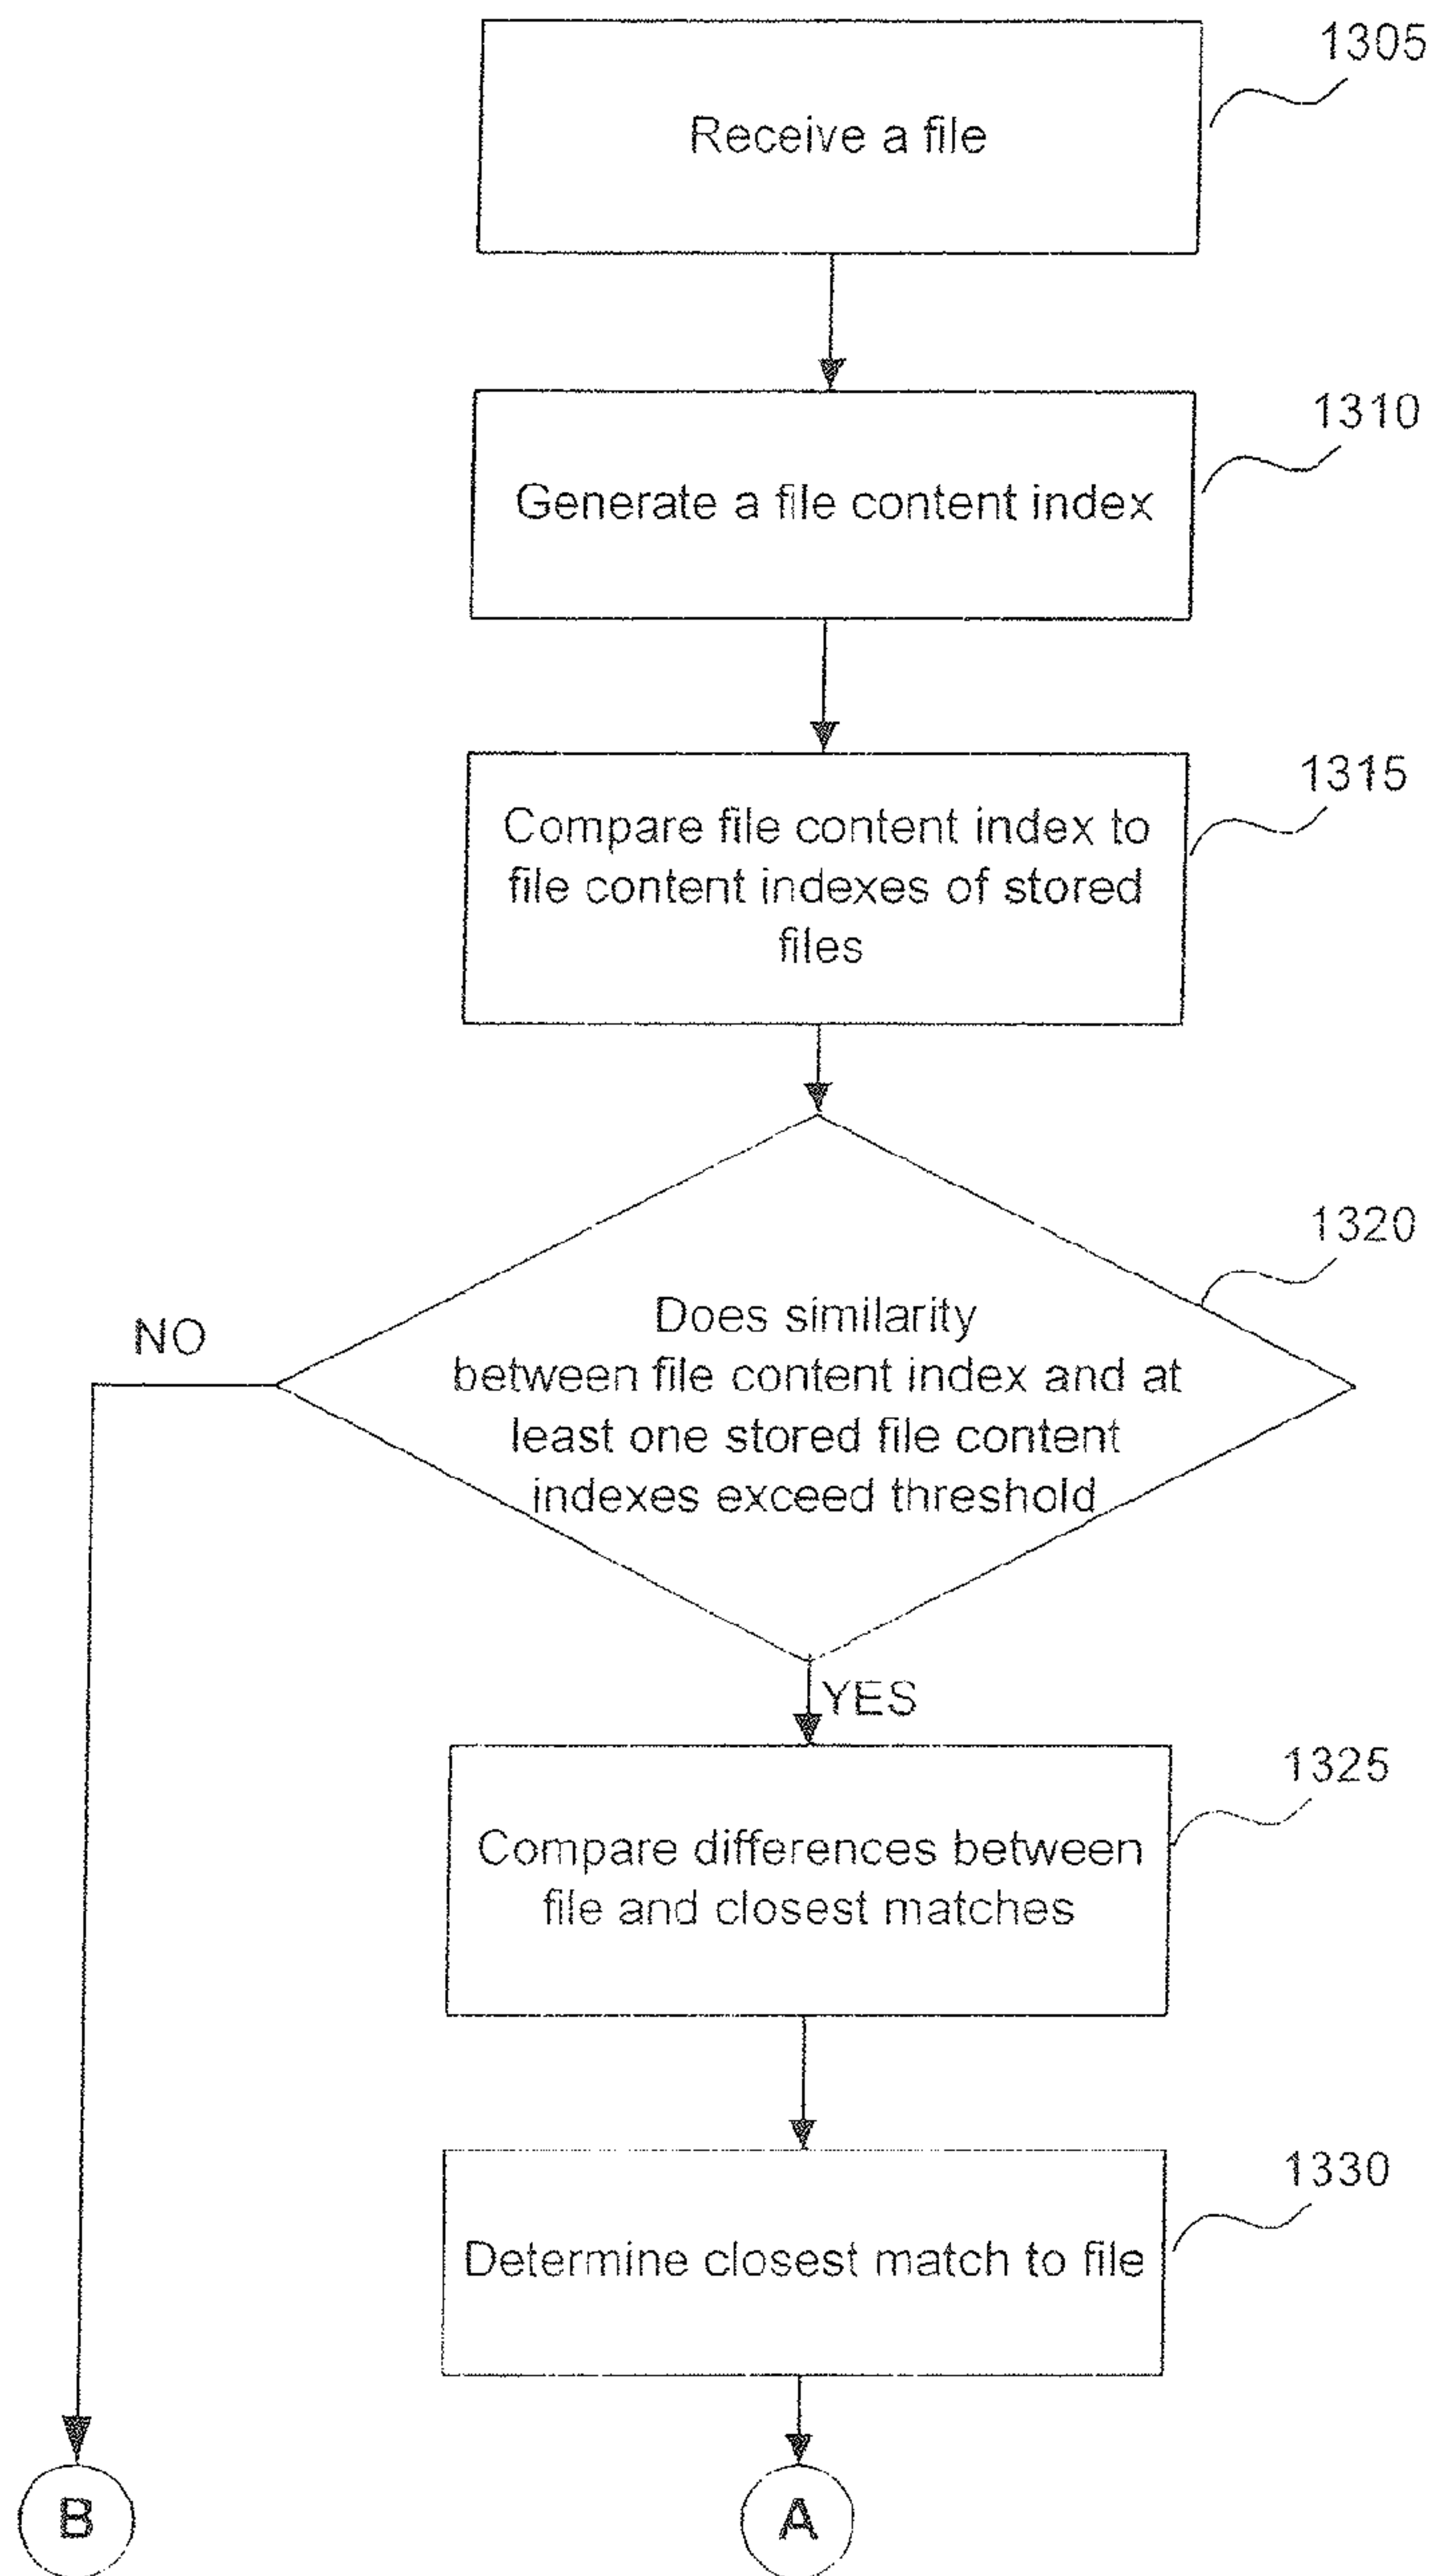 1305
Receive a file
1310
Generate a file content index
1315
Compare file content index to
file content indexes of stored
files
1320
NO
Does similarity
between file content index and at
least one stored file content
indexes exceed threshold
YES
1325
Compare differences between
file and closest matches
1330
Determine closest match to file
B
A